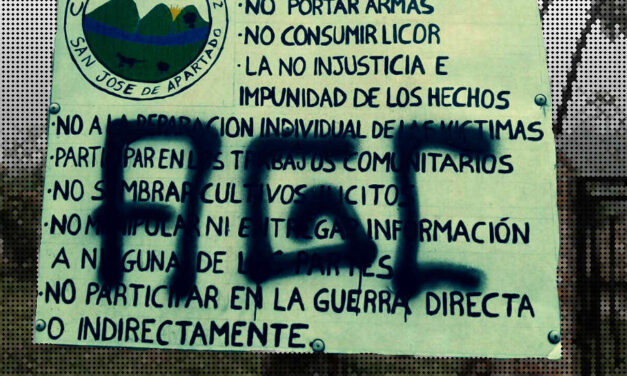 SAN JOSE DE APARTADO
·NO PORTAR ARMAS
·NO CONSUMIR LICOR
·LA NO INJUSTICIA E
IMPUNIDAD DE LOS HECHOS
·NO A LA REPARACION INDIVIDUAL DE LAS VICTIMAS
·PARTICIPAR EN LOS TRABAJOS COMUNITARIOS
·NO SEMBRAR CULTIVOS ILICITOS
·NO MANIPULAR NI ENTREGAR INFORMACIÓN
A NINGUNA DE LAS PARTES
·NO PARTICIPAR EN LA GUERRA DIRECTA
O INDIRECTAMENTE.
AGC